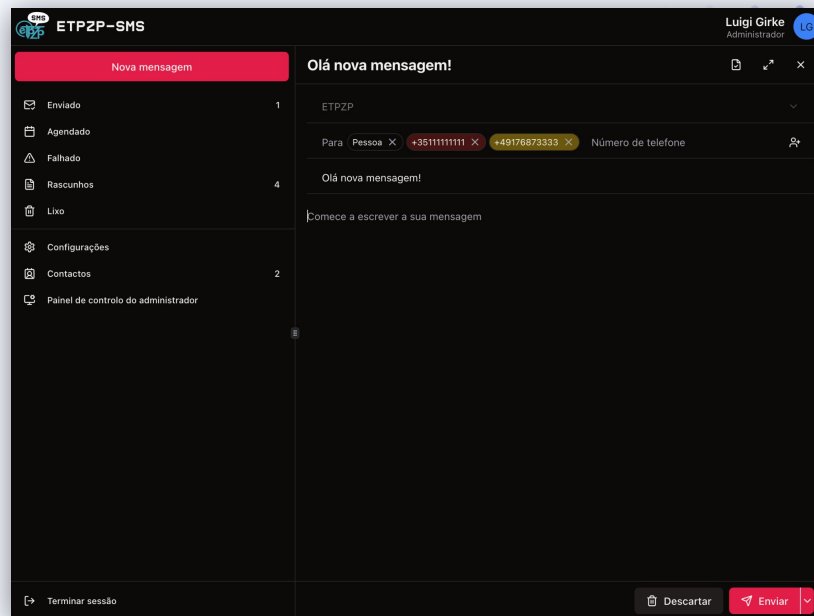 SMS
ETPZP
ETPZP-SMS
Luigi Girke
Administrador
LG
Nova mensagem
Enviado 1
Agendado
Falhado
Rascunhos 4
Lixo
Configurações
Contactos 2
Painel de controlo do administrador
Terminar sessão
Olá nova mensagem!
ETPZP
Para Pessoa +35111111111 +49176873333 Número de telefone
Olá nova mensagem!
Comece a escrever a sua mensagem
Descartar
Enviar